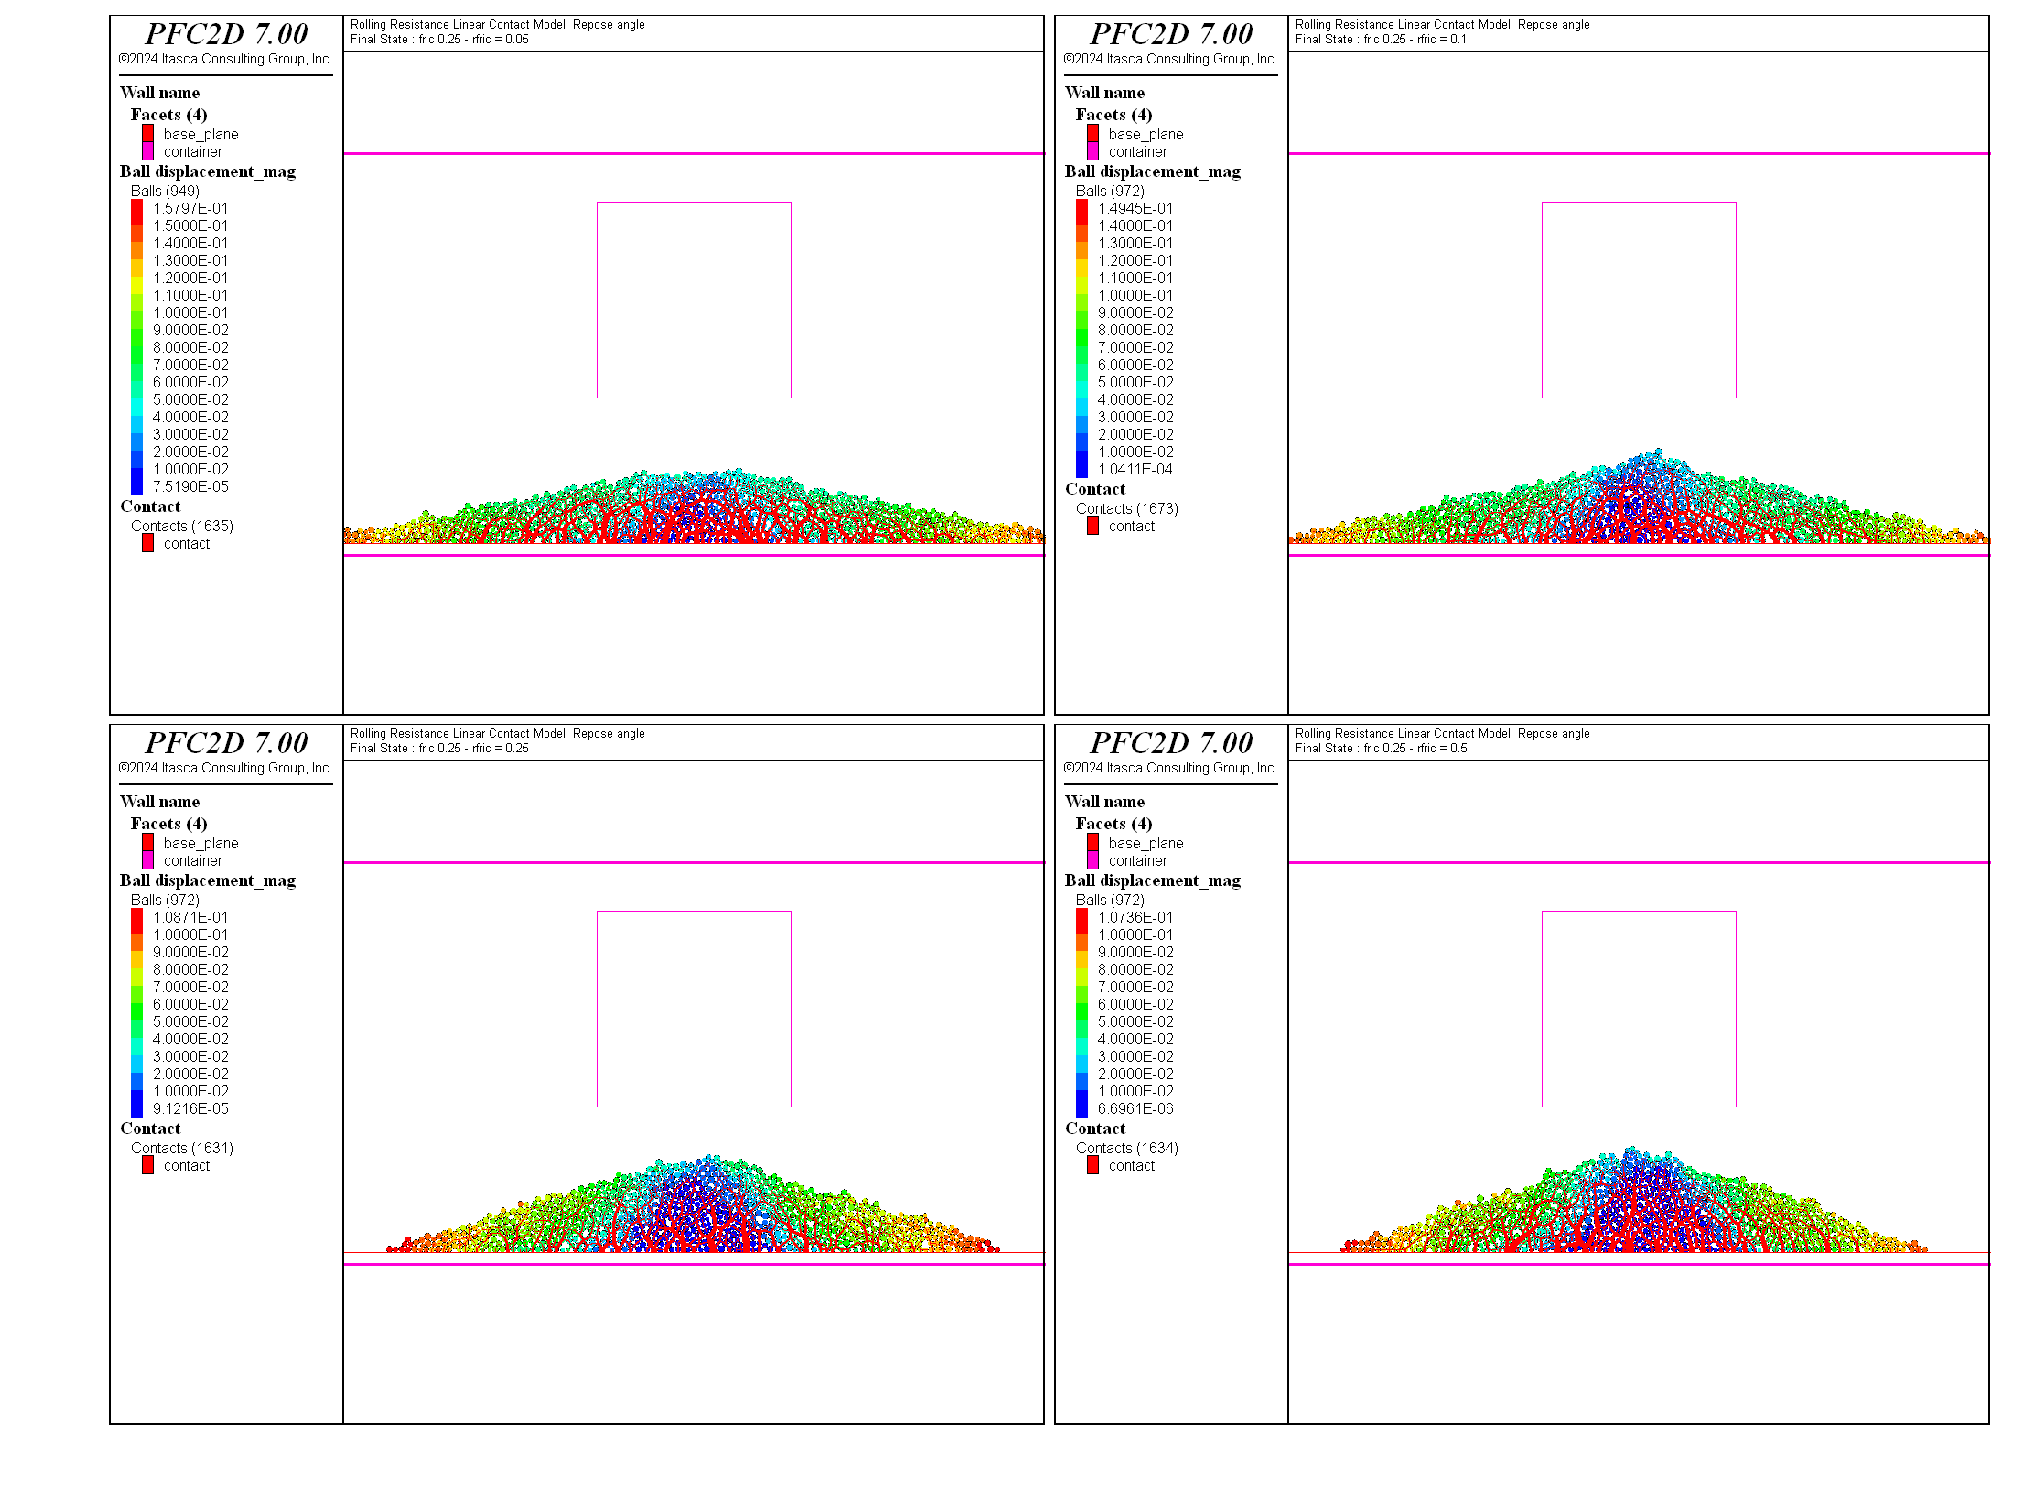 PFC2D 7.00
©2024 Itasca Consulting Group, Inc.
Wall name
Facets (4)
base_plane
container
Ball displacement_mag
Balls (949)
1.5797E-01
1.5000E-01
1.4000E-01
1.3000E-01
1.2000E-01
1.1000E-01
1.0000E-01
9.0000E-02
8.0000E-02
7.0000E-02
6.0000E-02
5.0000E-02
4.0000E-02
3.0000E-02
2.0000E-02
1.0000E-02
7.5190E-05
Contact
Contacts (1635)
contact
Rolling Resistance Linear Contact Model: Repose angle
Final State : fric 0.25 - rfric = 0.05
PFC2D 7.00
©2024 Itasca Consulting Group, Inc.
Wall name
Facets (4)
base_plane
container
Ball displacement_mag
Balls (972)
1.4945E-01
1.4000E-01
1.3000E-01
1.2000E-01
1.1000E-01
1.0000E-01
9.0000E-02
8.0000E-02
7.0000E-02
6.0000E-02
5.0000E-02
4.0000E-02
3.0000E-02
2.0000E-02
1.0000E-02
1.0411E-04
Contact
Contacts (1673)
contact
Rolling Resistance Linear Contact Model: Repose angle
Final State : fric 0.25 - rfric = 0.1
PFC2D 7.00
©2024 Itasca Consulting Group, Inc.
Wall name
Facets (4)
base_plane
container
Ball displacement_mag
Balls (972)
1.0871E-01
1.0000E-01
9.0000E-02
8.0000E-02
7.0000E-02
6.0000E-02
5.0000E-02
4.0000E-02
3.0000E-02
2.0000E-02
1.0000E-02
9.1216E-05
Contact
Contacts (1631)
contact
Rolling Resistance Linear Contact Model: Repose angle
Final State : fric 0.25 - rfric = 0.25
PFC2D 7.00
©2024 Itasca Consulting Group, Inc.
Wall name
Facets (4)
base_plane
container
Ball displacement_mag
Balls (972)
1.0736E-01
1.0000E-01
9.0000E-02
8.0000E-02
7.0000E-02
6.0000E-02
5.0000E-02
4.0000E-02
3.0000E-02
2.0000E-02
1.0000E-02
6.6961E-06
Contact
Contacts (1634)
contact
Rolling Resistance Linear Contact Model: Repose angle
Final State : fric 0.25 - rfric = 0.5